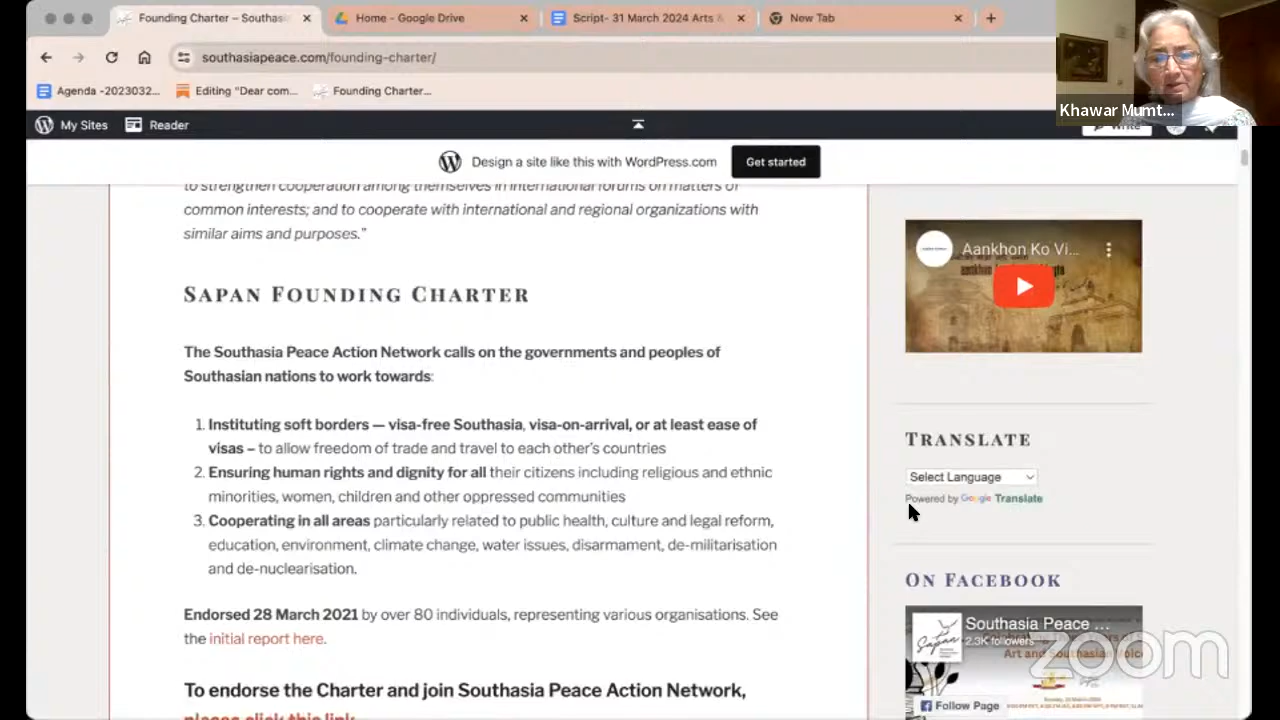 Founding Charter – Southasia
Home - Google Drive
Script- 31 March 2024 Arts &
New Tab
southasiapeace.com/founding-charter/
Agenda -2023032...
Editing "Dear com...
Founding Charter...
Khawar Mumt...
My Sites
Reader
Write
Design a site like this with WordPress.com
Get started
to strengthen cooperation among themselves in international forums on matters of
common interests; and to cooperate with international and regional organizations with
similar aims and purposes."
Sapan Founding Charter
The Southasia Peace Action Network calls on the governments and peoples of
Southasian nations to work towards:
1. Instituting soft borders — visa-free Southasia, visa-on-arrival, or at least ease of
visas – to allow freedom of trade and travel to each other's countries
2. Ensuring human rights and dignity for all their citizens including religious and ethnic
minorities, women, children and other oppressed communities
3. Cooperating in all areas particularly related to public health, culture and legal reform,
education, environment, climate change, water issues, disarmament, de-militarisation
and de-nuclearisation.
Endorsed 28 March 2021 by over 80 individuals, representing various organisations. See
the initial report here.
To endorse the Charter and join Southasia Peace Action Network,
please click this link
Aankhon Ko Vi...
Translate
Select Language
Powered by Google Translate
On Facebook
Southasia Peace ...
2.3K followers
Sapan
Art and Southasian Voice
Follow Page
zoom